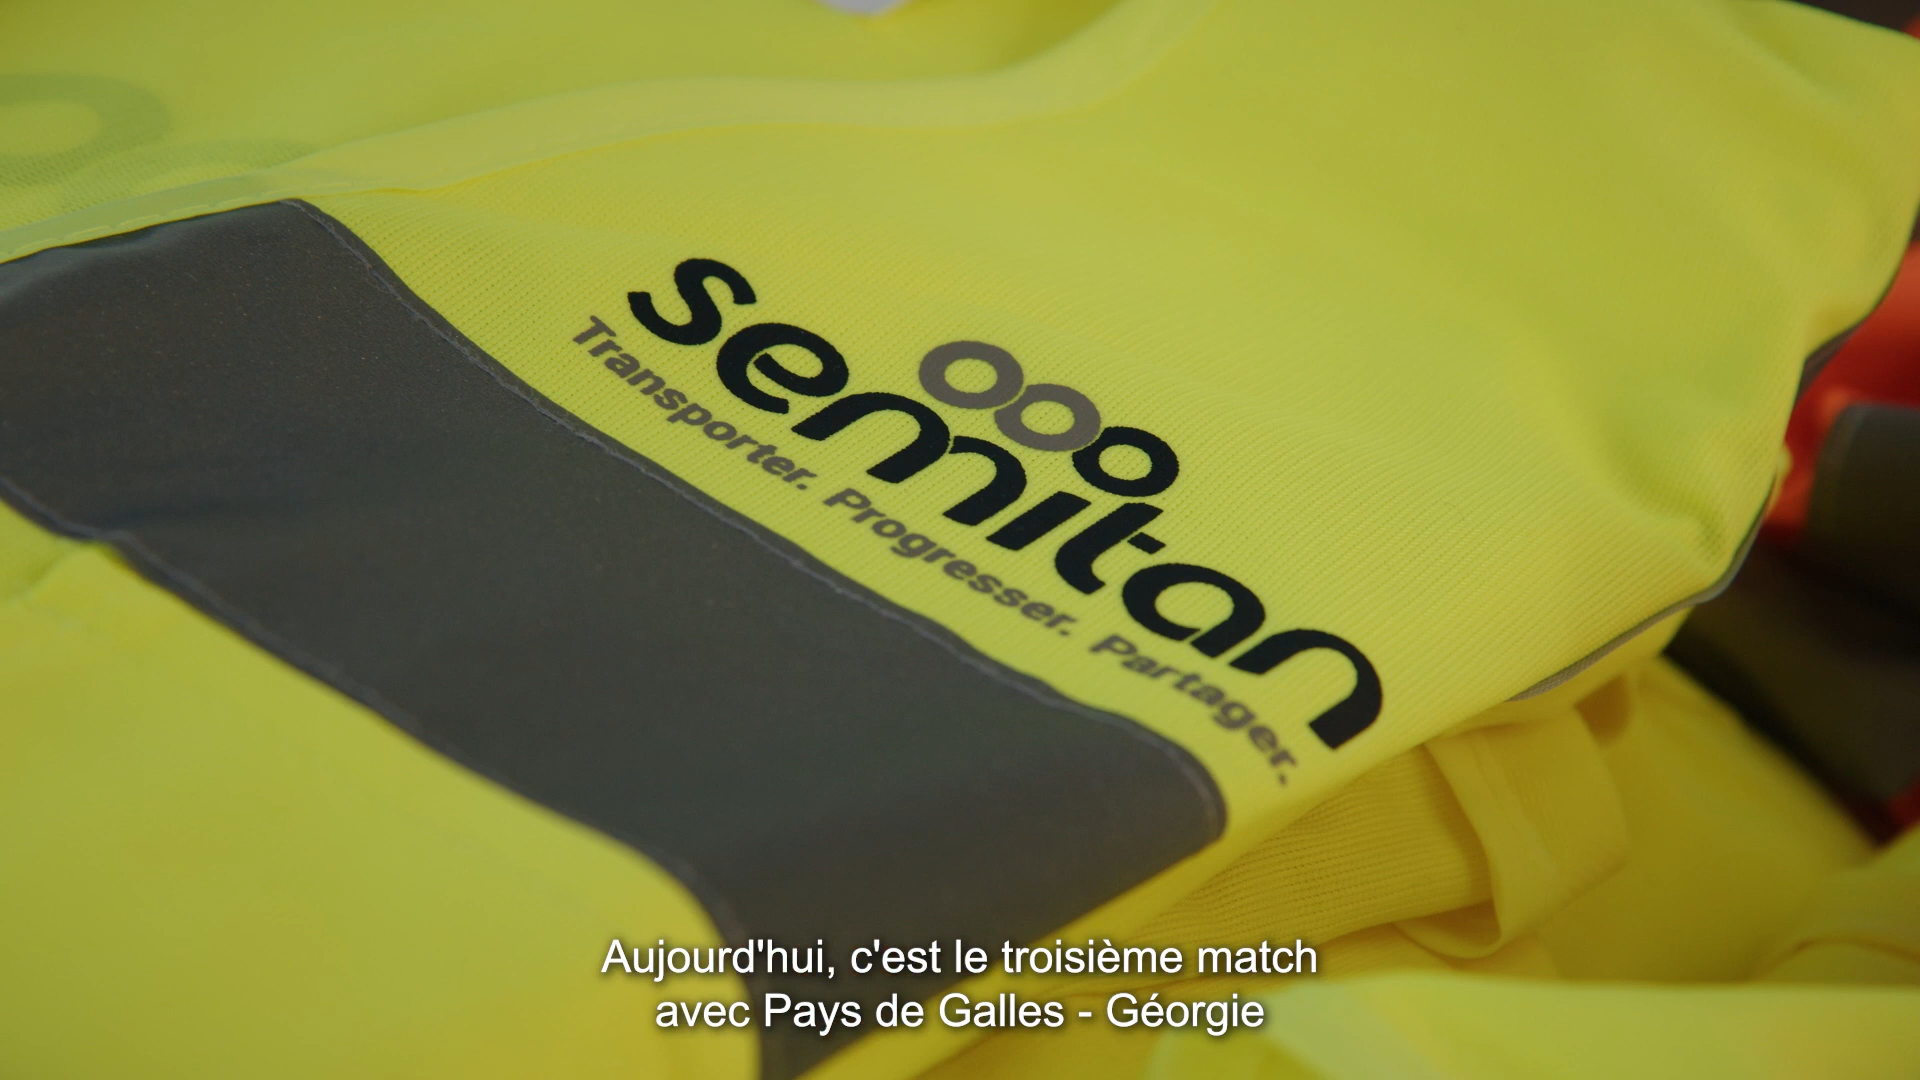 semitan
Transporter. Progresser. Partager.
Aujourd'hui, c'est le troisième match
avec Pays de Galles - Géorgie